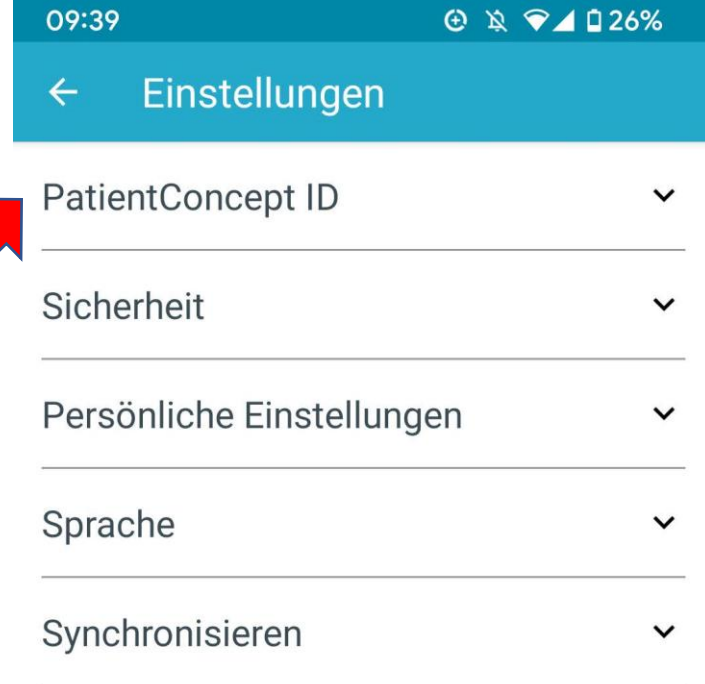 09:39 26%
Einstellungen
PatientConcept ID
Sicherheit
Persönliche Einstellungen
Sprache
Synchronisieren